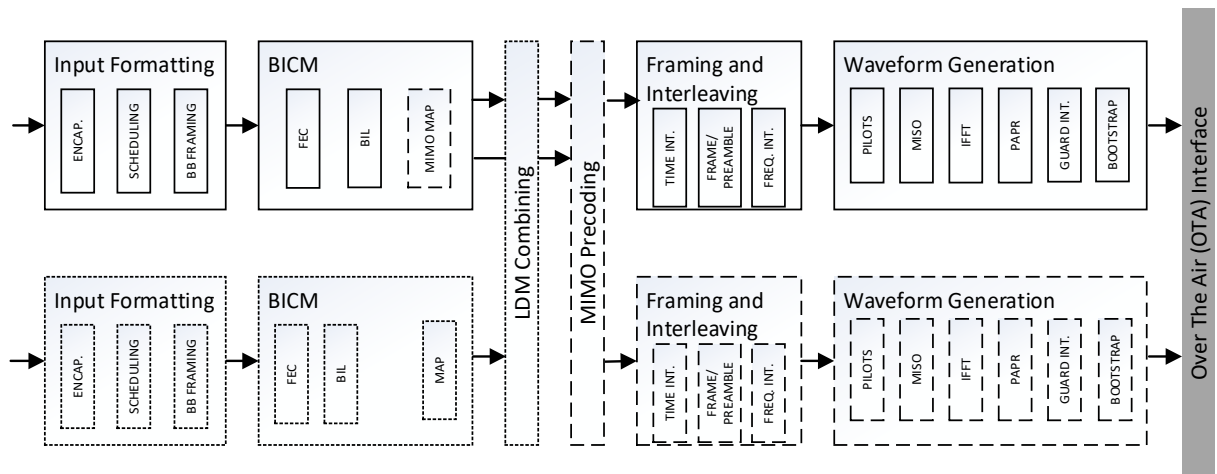 Input Formatting
ENCAP.
SCHEDULING
BB FRAMING
BICM
FEC
BIL
MIMO MAP
LDM Combining
MIMO Precoding
Framing and
Interleaving
TIME INT.
FRAME/
PREAMBLE
FREQ. INT.
Waveform Generation
PILOTS
MISO
IFFT
PAPR
GUARD INT.
BOOTSTRAP
Over The Air (OTA) Interface
Input Formatting
ENCAP.
SCHEDULING
BB FRAMING
BICM
FEC
BIL
MAP
Framing and
Interleaving
TIME INT.
FRAME/
PREAMBLE
FREQ. INT.
Waveform Generation
PILOTS
MISO
IFFT
PAPR
GUARD INT.
BOOTSTRAP